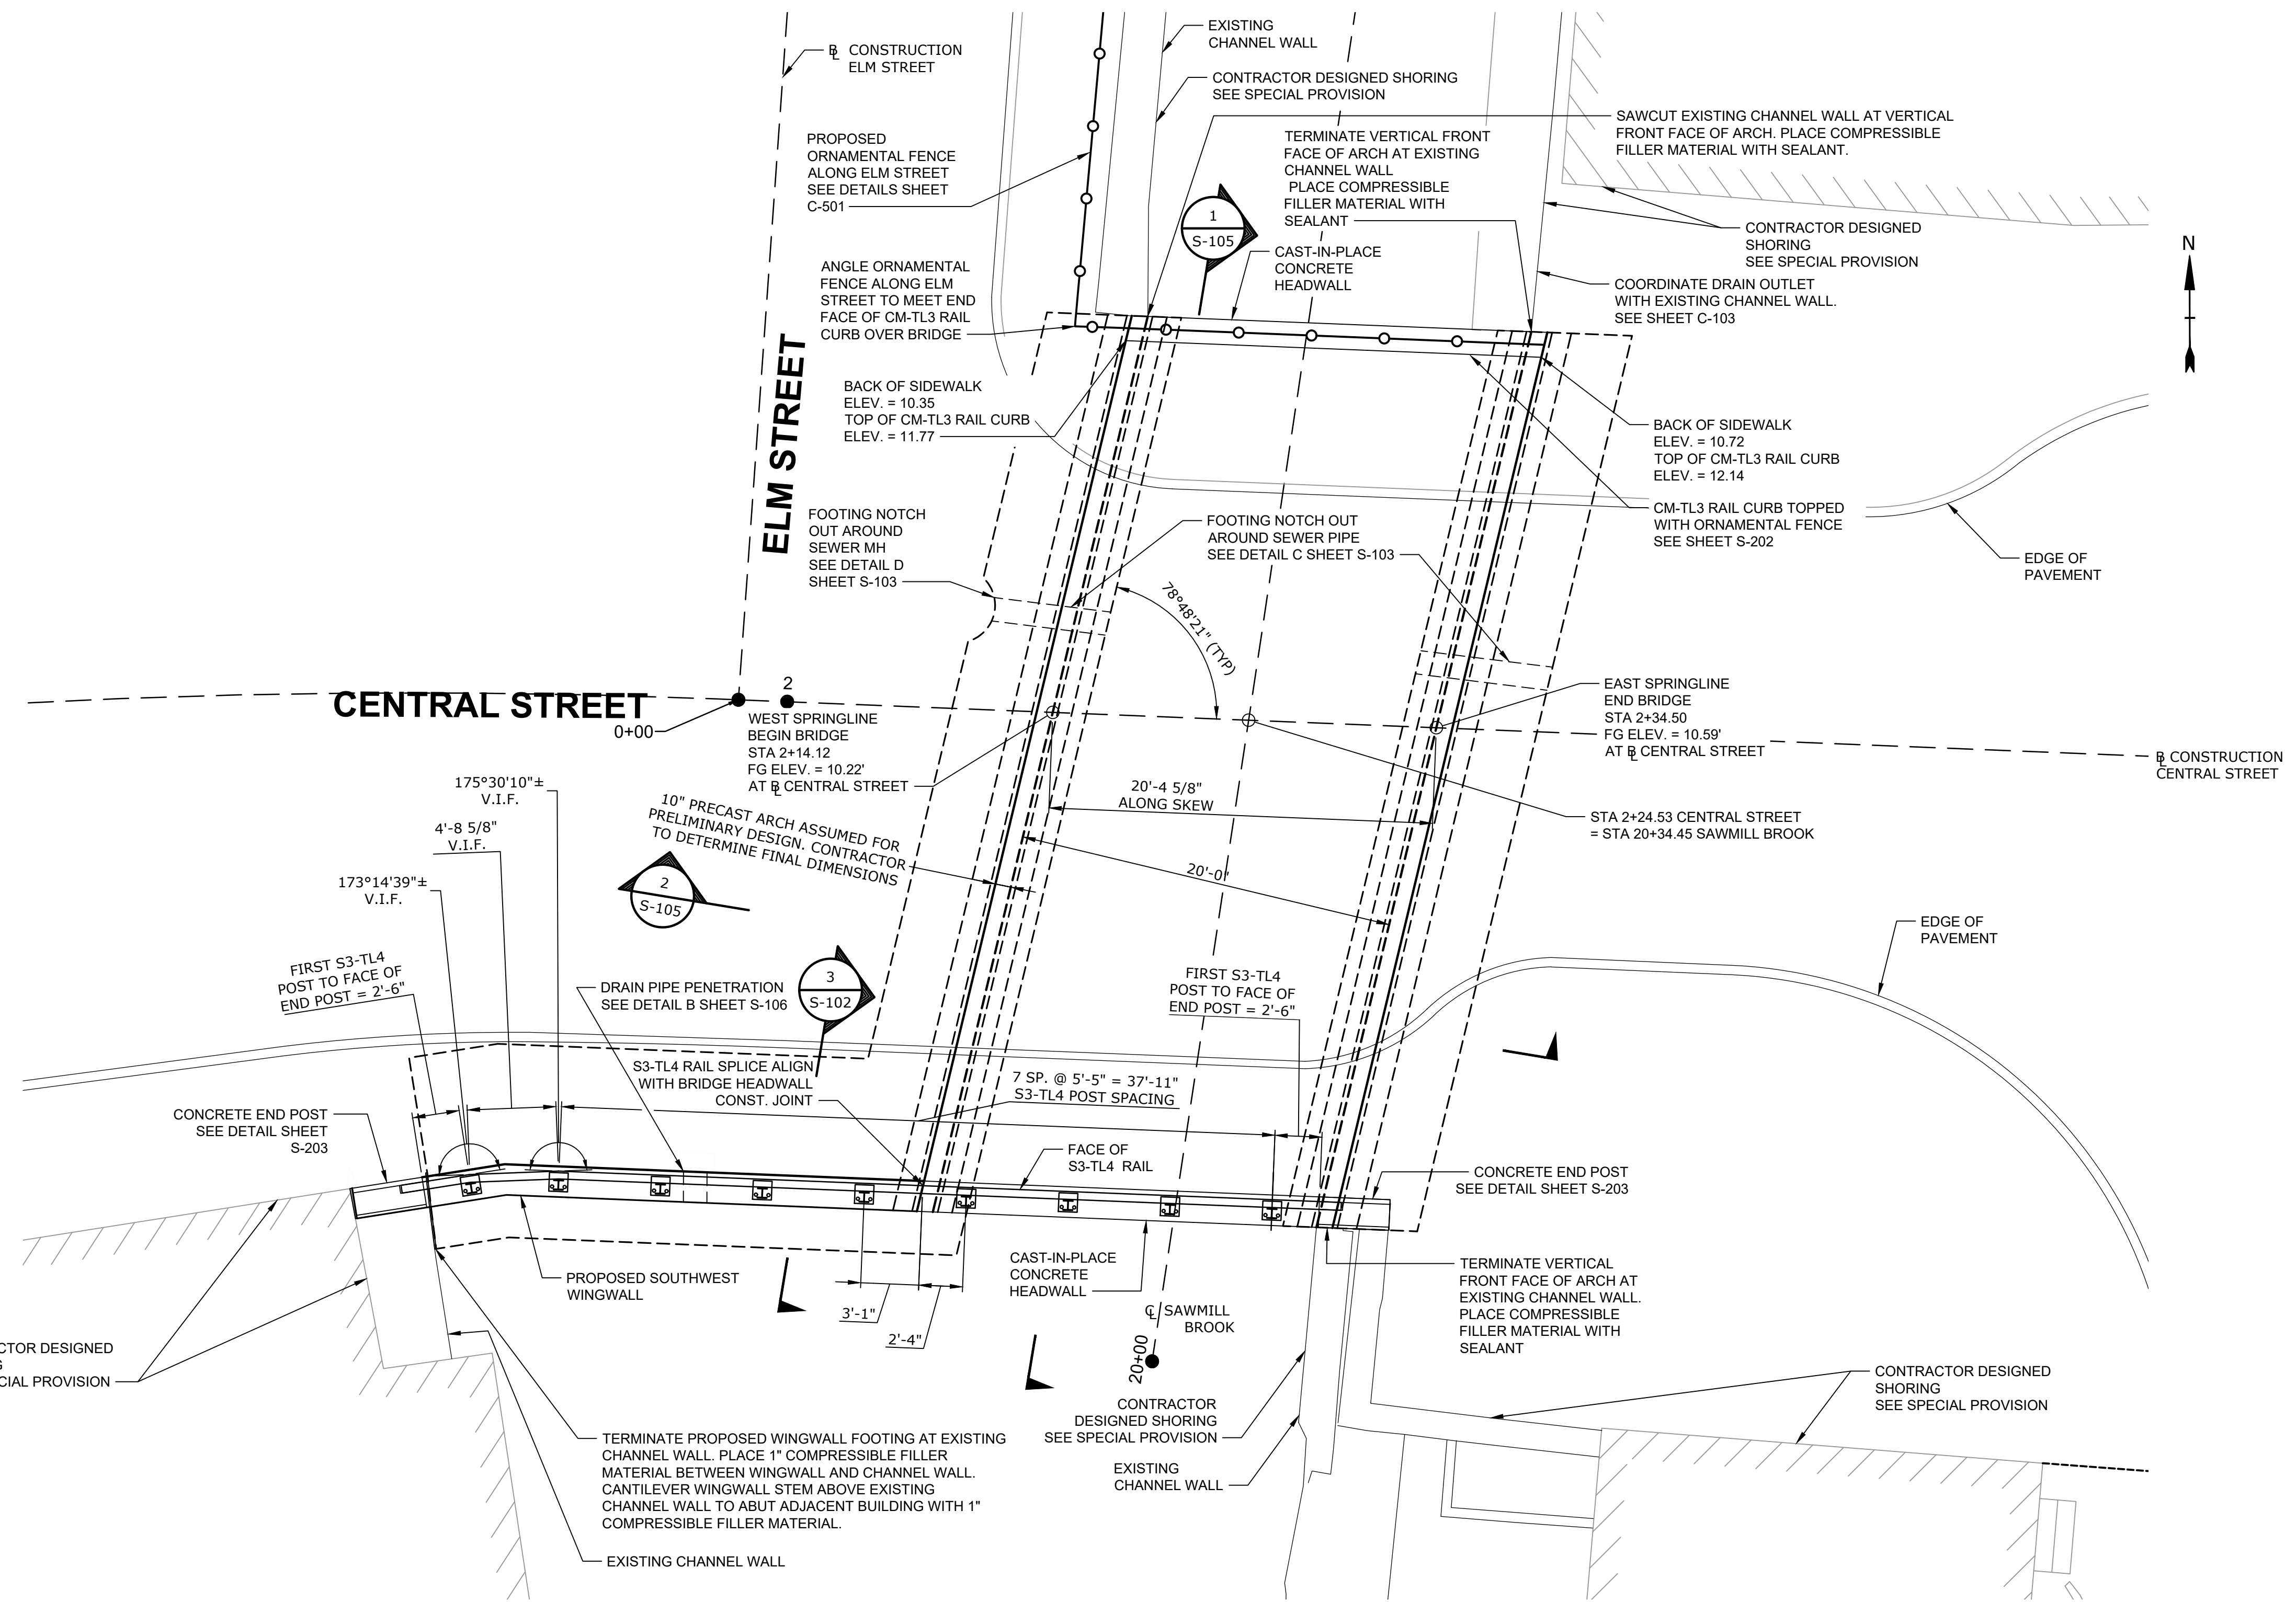 EXISTING
CHANNEL WALL
BL CONSTRUCTION
ELM STREET
CONTRACTOR DESIGNED SHORING
SEE SPECIAL PROVISION
SAWCUT EXISTING CHANNEL WALL AT VERTICAL
FRONT FACE OF ARCH. PLACE COMPRESSIBLE
FILLER MATERIAL WITH SEALANT.
PROPOSED
ORNAMENTAL FENCE
ALONG ELM STREET
SEE DETAILS SHEET
C-501
TERMINATE VERTICAL FRONT
FACE OF ARCH AT EXISTING
CHANNEL WALL
PLACE COMPRESSIBLE
FILLER MATERIAL WITH
SEALANT
1
S-105
CONTRACTOR DESIGNED
SHORING
SEE SPECIAL PROVISION
N
CAST-IN-PLACE
CONCRETE
HEADWALL
ANGLE ORNAMENTAL
FENCE ALONG ELM
STREET TO MEET END
FACE OF CM-TL3 RAIL
CURB OVER BRIDGE
COORDINATE DRAIN OUTLET
WITH EXISTING CHANNEL WALL.
SEE SHEET C-103
ELM STREET
BACK OF SIDEWALK
ELEV. = 10.35
TOP OF CM-TL3 RAIL CURB
ELEV. = 11.77
BACK OF SIDEWALK
ELEV. = 10.72
TOP OF CM-TL3 RAIL CURB
ELEV. = 12.14
CM-TL3 RAIL CURB TOPPED
WITH ORNAMENTAL FENCE
SEE SHEET S-202
FOOTING NOTCH
OUT AROUND
SEWER MH
SEE DETAIL D
SHEET S-103
FOOTING NOTCH OUT
AROUND SEWER PIPE
SEE DETAIL C SHEET S-103
EDGE OF
PAVEMENT
78°48'21" (TYP)
CENTRAL STREET
0+00
2
WEST SPRINGLINE
BEGIN BRIDGE
STA 2+14.12
FG ELEV. = 10.22'
AT BL CENTRAL STREET
EAST SPRINGLINE
END BRIDGE
STA 2+34.50
FG ELEV. = 10.59'
AT BL CENTRAL STREET
BL CONSTRUCTION
CENTRAL STREET
175°30'10"±
V.I.F.
4'-8 5/8"
V.I.F.
173°14'39"±
V.I.F.
10" PRECAST ARCH ASSUMED FOR
PRELIMINARY DESIGN. CONTRACTOR
TO DETERMINE FINAL DIMENSIONS
20'-4 5/8"
ALONG SKEW
STA 2+24.53 CENTRAL STREET
= STA 20+34.45 SAWMILL BROOK
20'-0"
2
S-105
EDGE OF
PAVEMENT
FIRST S3-TL4
POST TO FACE OF
END POST = 2'-6"
DRAIN PIPE PENETRATION
SEE DETAIL B SHEET S-106
3
S-102
FIRST S3-TL4
POST TO FACE OF
END POST = 2'-6"
S3-TL4 RAIL SPLICE ALIGN
WITH BRIDGE HEADWALL
CONST. JOINT
7 SP. @ 5'-5" = 37'-11"
S3-TL4 POST SPACING
CONCRETE END POST
SEE DETAIL SHEET
S-203
FACE OF
S3-TL4 RAIL
CONCRETE END POST
SEE DETAIL SHEET S-203
PROPOSED SOUTHWEST
WINGWALL
3'-1"
2'-4"
CAST-IN-PLACE
CONCRETE
HEADWALL
CL SAWMILL
BROOK
20+00
TERMINATE VERTICAL
FRONT FACE OF ARCH AT
EXISTING CHANNEL WALL.
PLACE COMPRESSIBLE
FILLER MATERIAL WITH
SEALANT
CTOR DESIGNED
G
CIAL PROVISION
CONTRACTOR
DESIGNED SHORING
SEE SPECIAL PROVISION
CONTRACTOR DESIGNED
SHORING
SEE SPECIAL PROVISION
EXISTING
CHANNEL WALL
TERMINATE PROPOSED WINGWALL FOOTING AT EXISTING
CHANNEL WALL. PLACE 1" COMPRESSIBLE FILLER
MATERIAL BETWEEN WINGWALL AND CHANNEL WALL.
CANTILEVER WINGWALL STEM ABOVE EXISTING
CHANNEL WALL TO ABUT ADJACENT BUILDING WITH 1"
COMPRESSIBLE FILLER MATERIAL.
EXISTING CHANNEL WALL